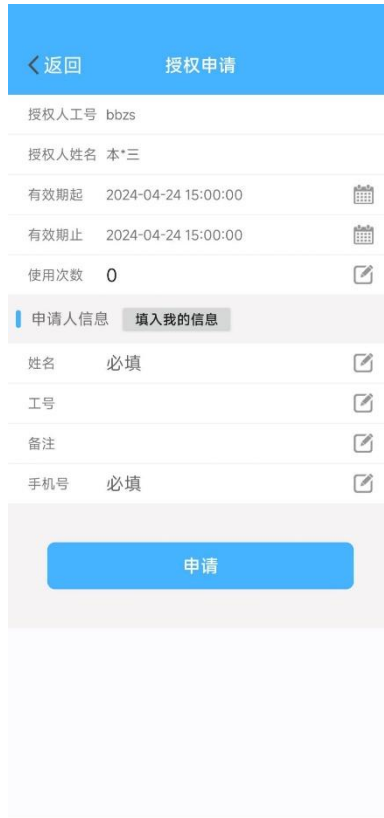 返回 授权申请
授权人工号 bbzs
授权人姓名 本*三
有效期起 2024-04-24 15:00:00
有效期止 2024-04-24 15:00:00
使用次数 0
申请人信息 填入我的信息
姓名 必填
工号
备注
手机号 必填
申请